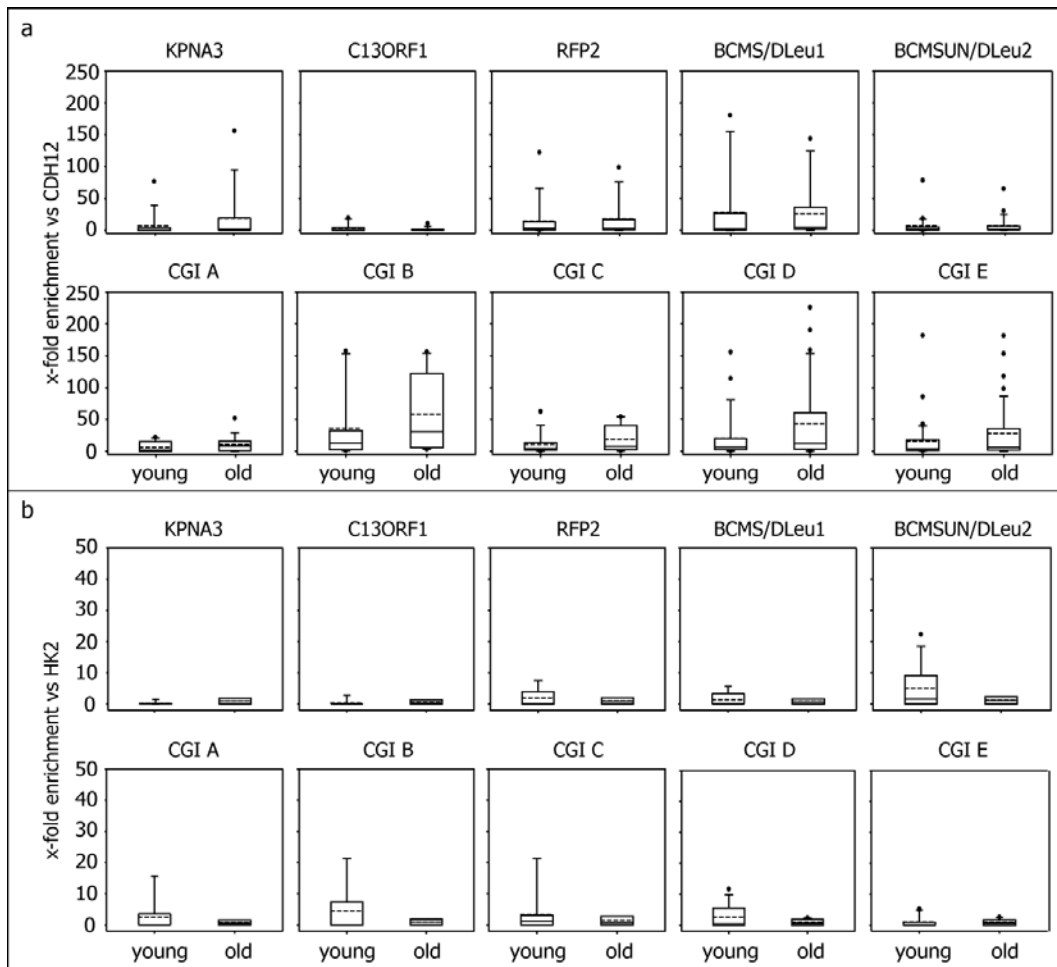 a
KPNA3 C13ORF1 RFP2 BCMS/DLeu1 BCMSUN/DLeu2
250
200
150
100
50
0
x-fold enrichment vs CDH12
CGI A CGI B CGI C CGI D CGI E
250
200
150
100
50
0
young old young old young old young old young old
b
KPNA3 C13ORF1 RFP2 BCMS/DLeu1 BCMSUN/DLeu2
50
40
30
20
10
0
x-fold enrichment vs HK2
CGI A CGI B CGI C CGI D CGI E
50
40
30
20
10
0
young old young old young old young old young old